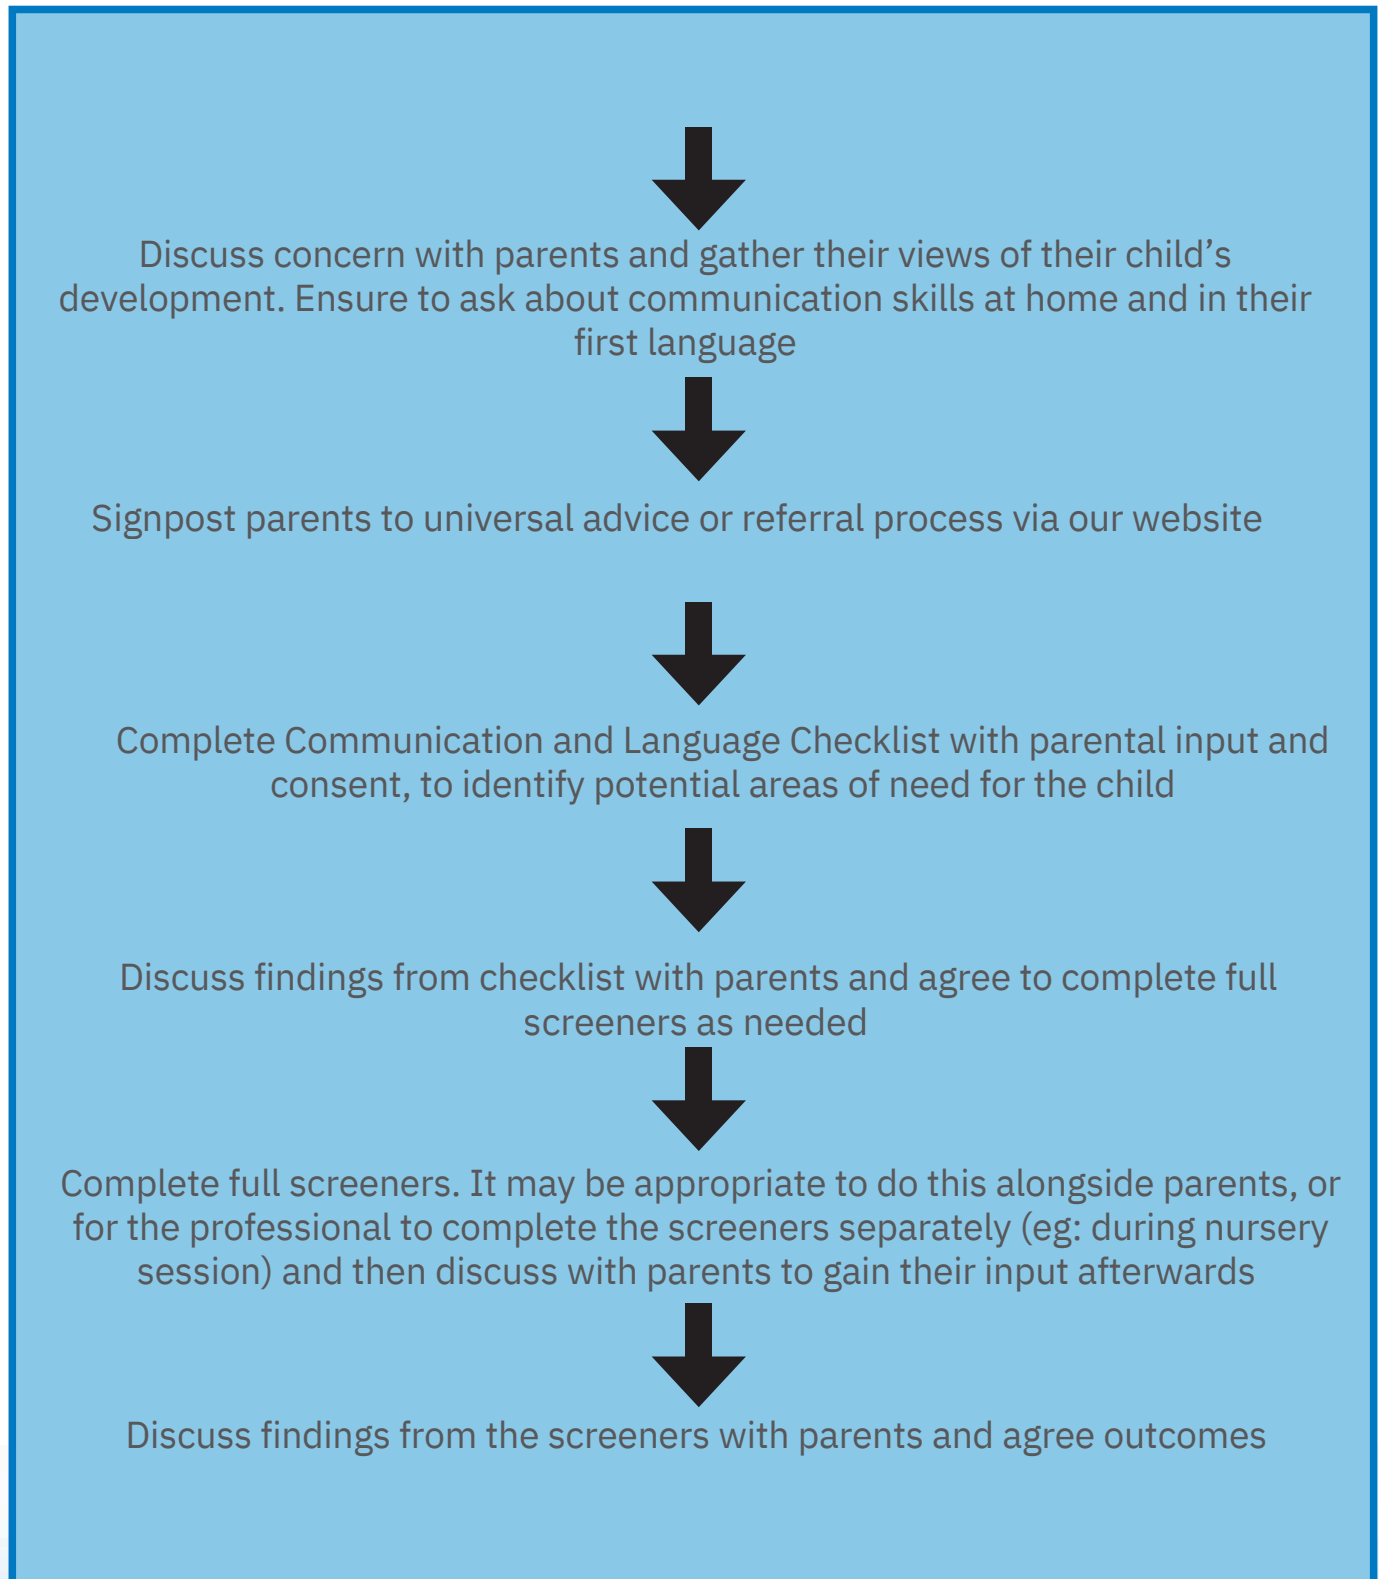 Discuss concern with parents and gather their views of their child’s
development. Ensure to ask about communication skills at home and in their
first language
Signpost parents to universal advice or referral process via our website
Complete Communication and Language Checklist with parental input and
consent, to identify potential areas of need for the child
Discuss findings from checklist with parents and agree to complete full
screeners as needed
Complete full screeners. It may be appropriate to do this alongside parents, or
for the professional to complete the screeners separately (eg: during nursery
session) and then discuss with parents to gain their input afterwards
Discuss findings from the screeners with parents and agree outcomes